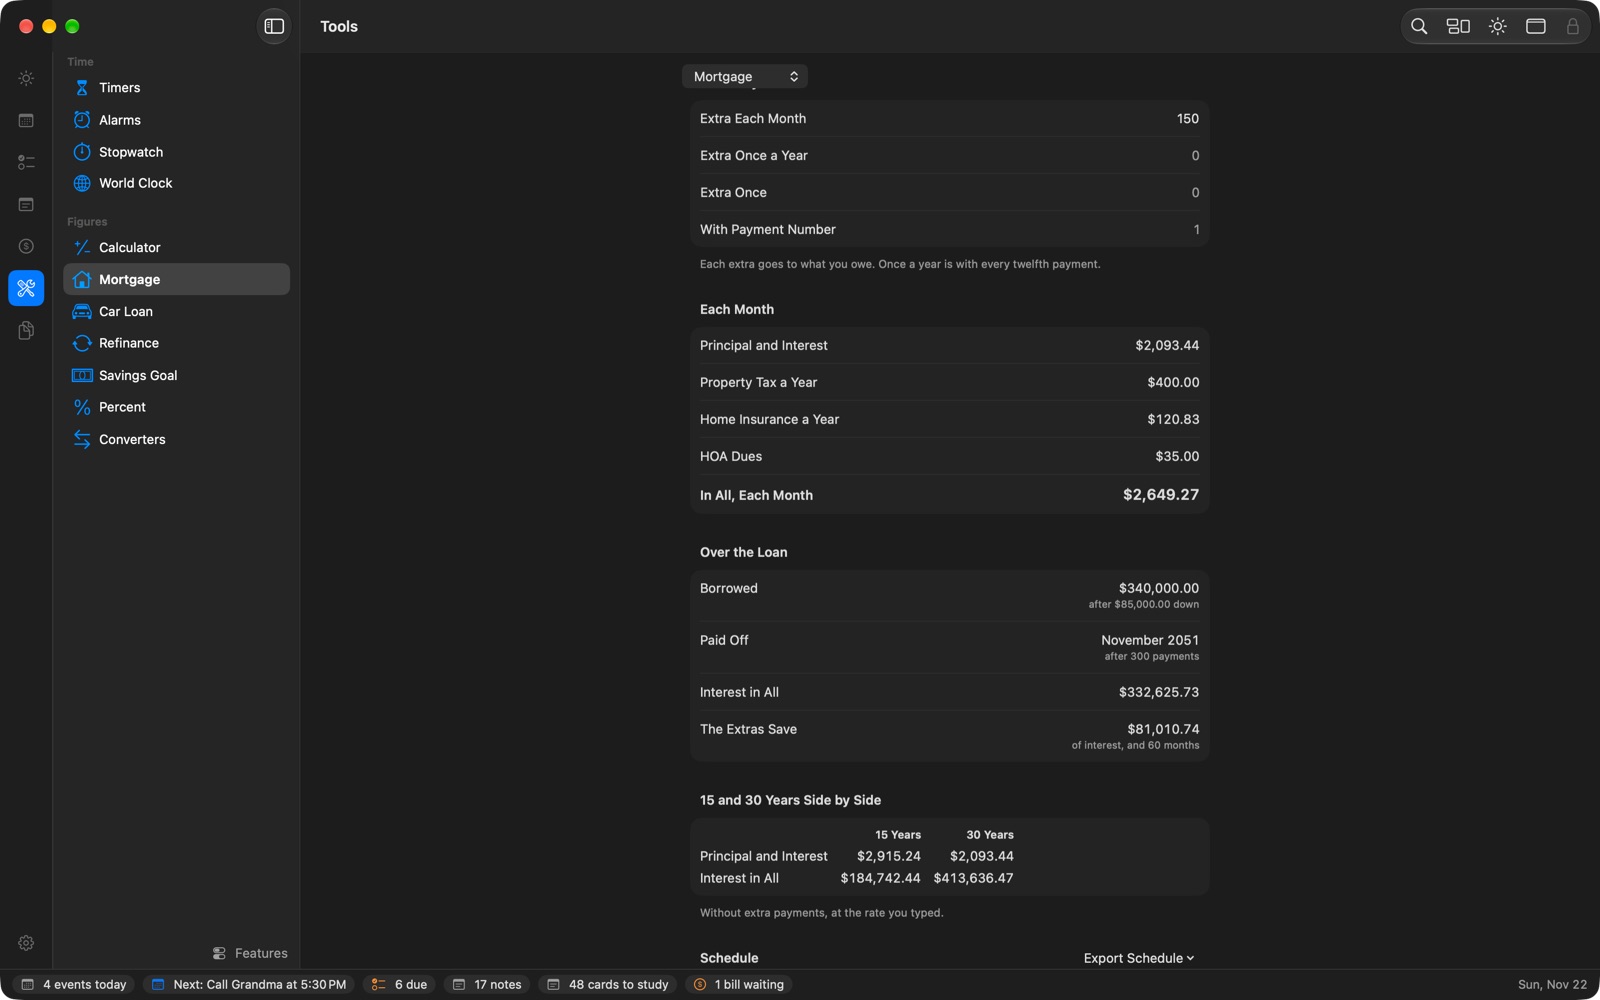 Tools
Time
Timers
Alarms
Stopwatch
World Clock
Figures
Calculator
Mortgage
Car Loan
Refinance
Savings Goal
Percent
Converters
Features
Mortgage
Extra Each Month 150
Extra Once a Year 0
Extra Once 0
With Payment Number 1
Each extra goes to what you owe. Once a year is with every twelfth payment.
Each Month
Principal and Interest $2,093.44
Property Tax a Year $400.00
Home Insurance a Year $120.83
HOA Dues $35.00
In All, Each Month $2,649.27
Over the Loan
Borrowed $340,000.00
after $85,000.00 down
Paid Off November 2051
after 300 payments
Interest in All $332,625.73
The Extras Save $81,010.74
of interest, and 60 months
15 and 30 Years Side by Side
15 Years 30 Years
Principal and Interest $2,915.24 $2,093.44
Interest in All $184,742.44 $413,636.47
Without extra payments, at the rate you typed.
Schedule Export Schedule
4 events today Next: Call Grandma at 5:30 PM 6 due 17 notes 48 cards to study 1 bill waiting Sun, Nov 22